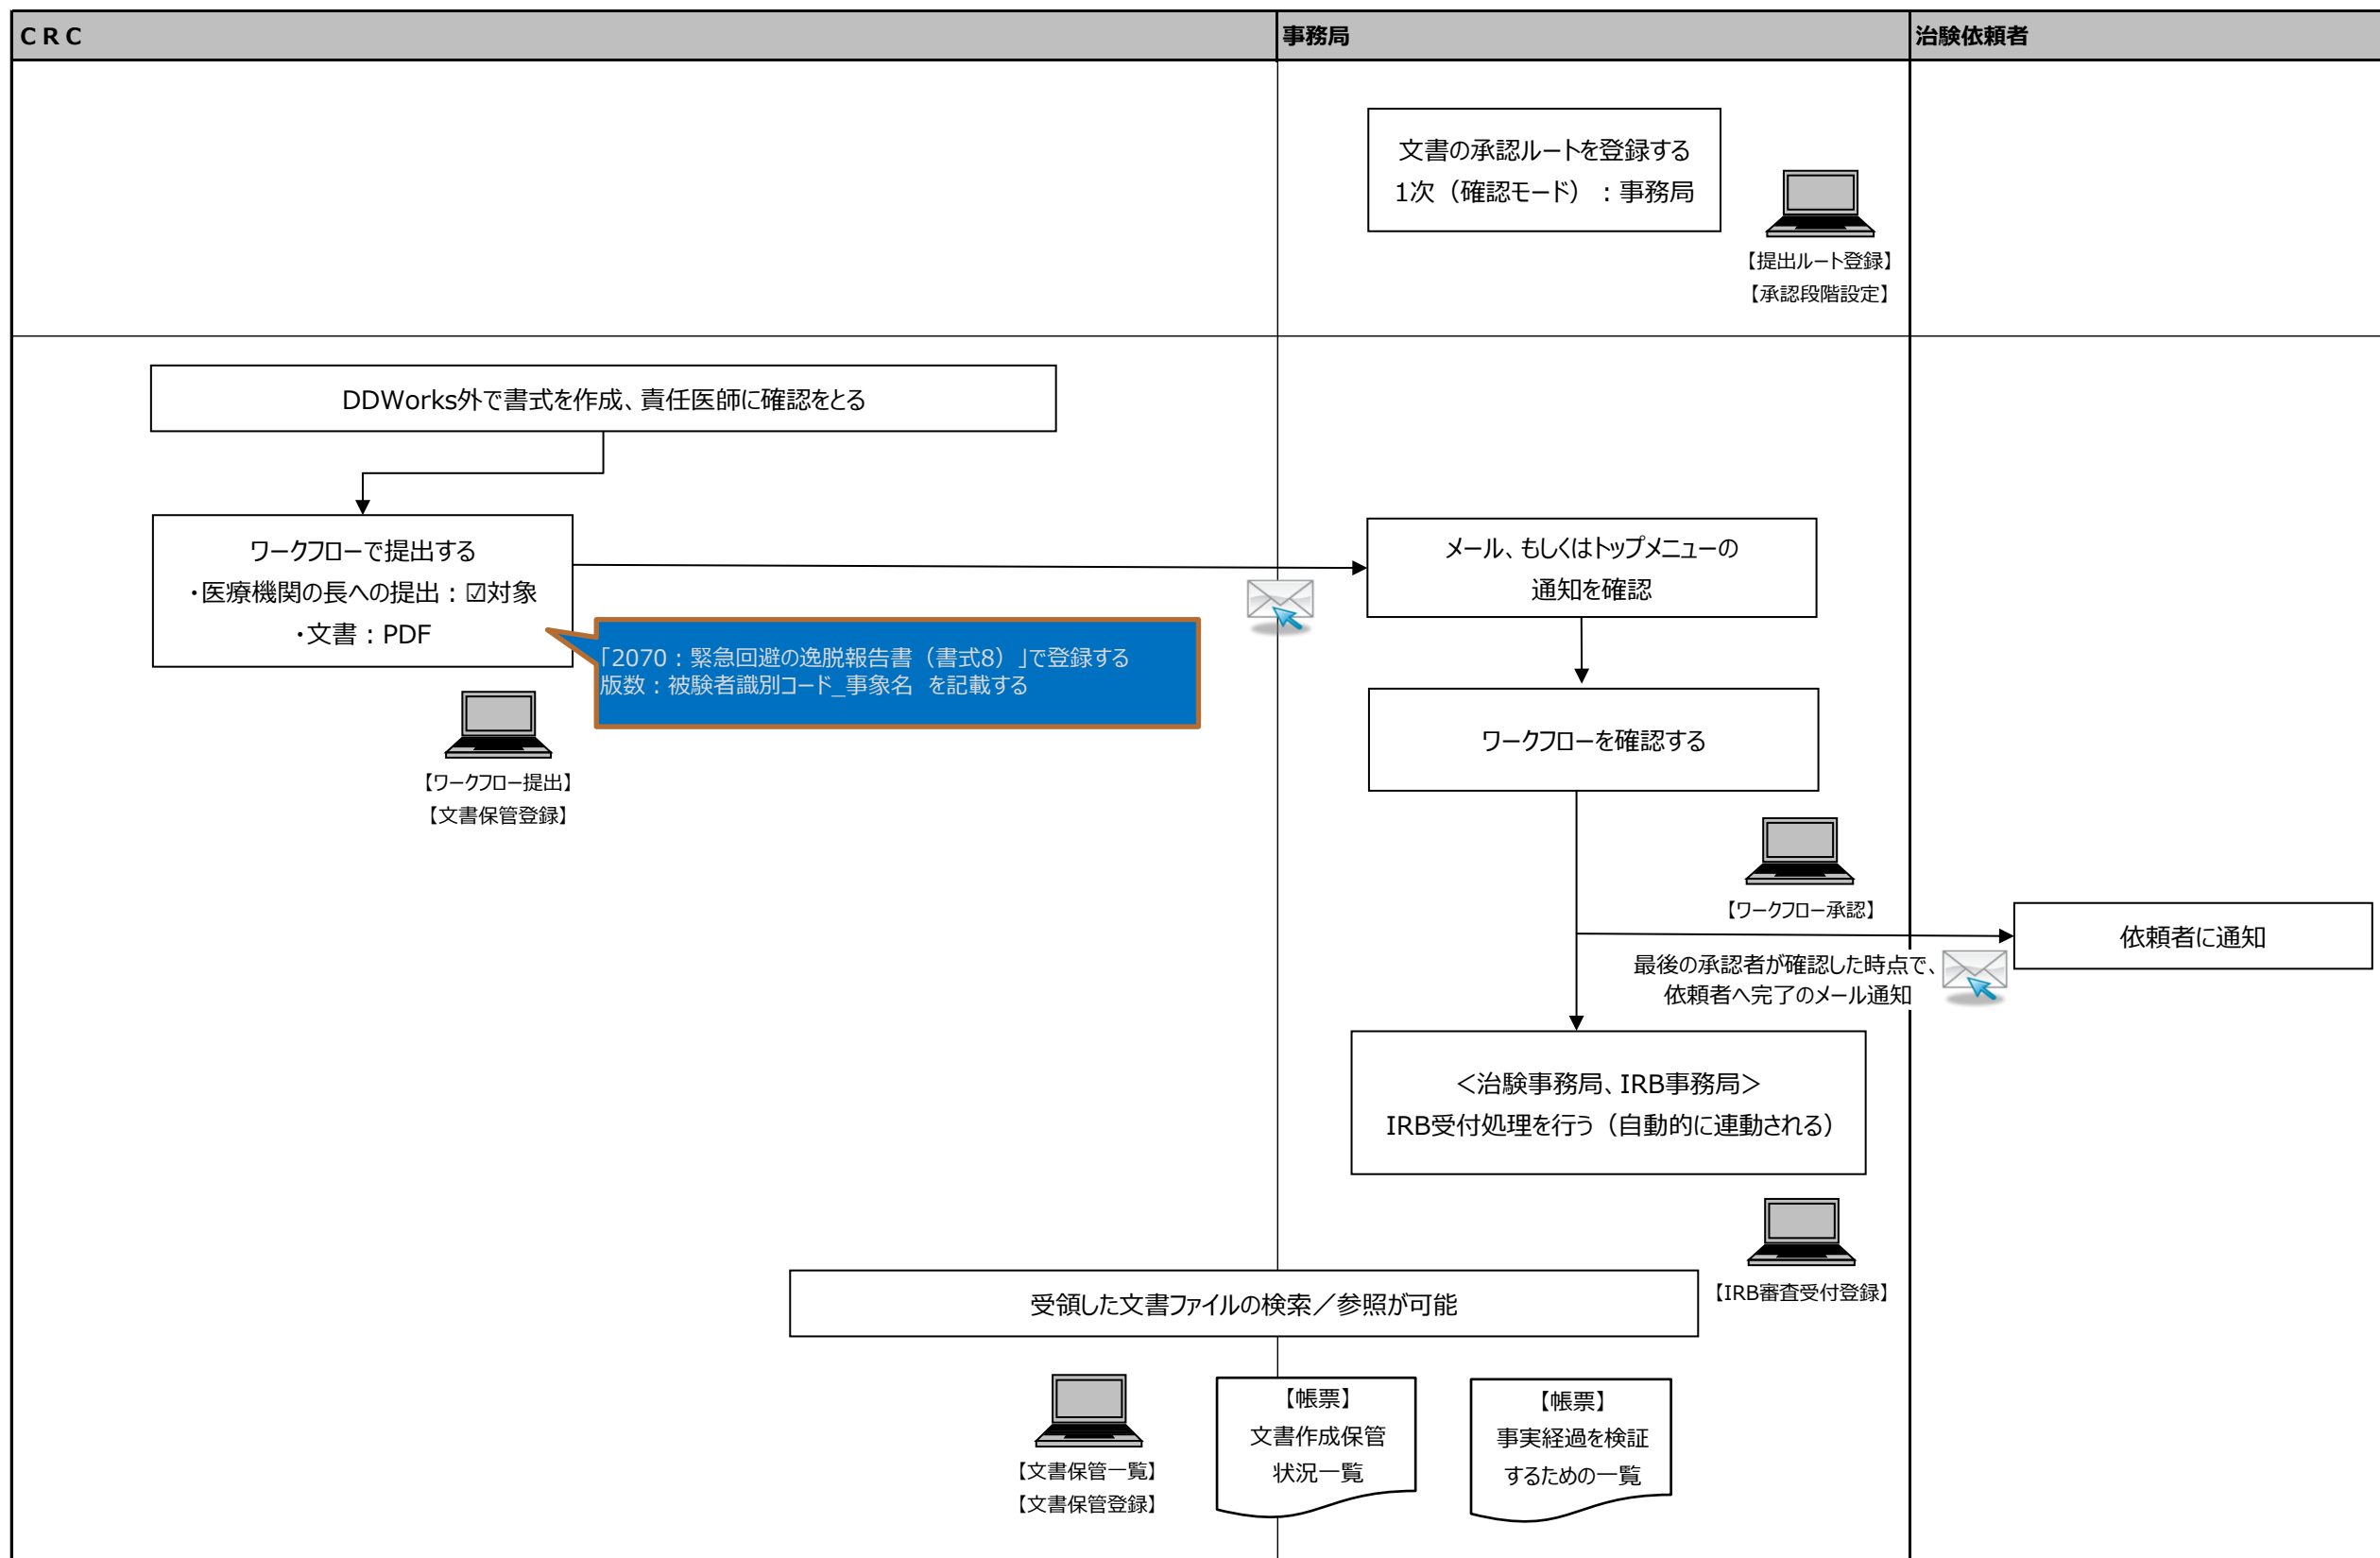 ＣＲＣ
事務局
治験依頼者
文書の承認ルートを登録する
1次（確認モード）：事務局
【提出ルート登録】
【承認段階設定】
DDWorks外で書式を作成、責任医師に確認をとる
ワークフローで提出する
・医療機関の長への提出：☑対象
・文書：PDF
「2070：緊急回避の逸脱報告書（書式8）」で登録する
版数：被験者識別コード_事象名　を記載する
【ワークフロー提出】
【文書保管登録】
メール、もしくはトップメニューの
通知を確認
ワークフローを確認する
【ワークフロー承認】
依頼者に通知
最後の承認者が確認した時点で、
依頼者へ完了のメール通知
＜治験事務局、IRB事務局＞
IRB受付処理を行う（自動的に連動される）
【IRB審査受付登録】
受領した文書ファイルの検索／参照が可能
【文書保管一覧】
【文書保管登録】
【帳票】
文書作成保管
状況一覧
【帳票】
事実経過を検証
するための一覧